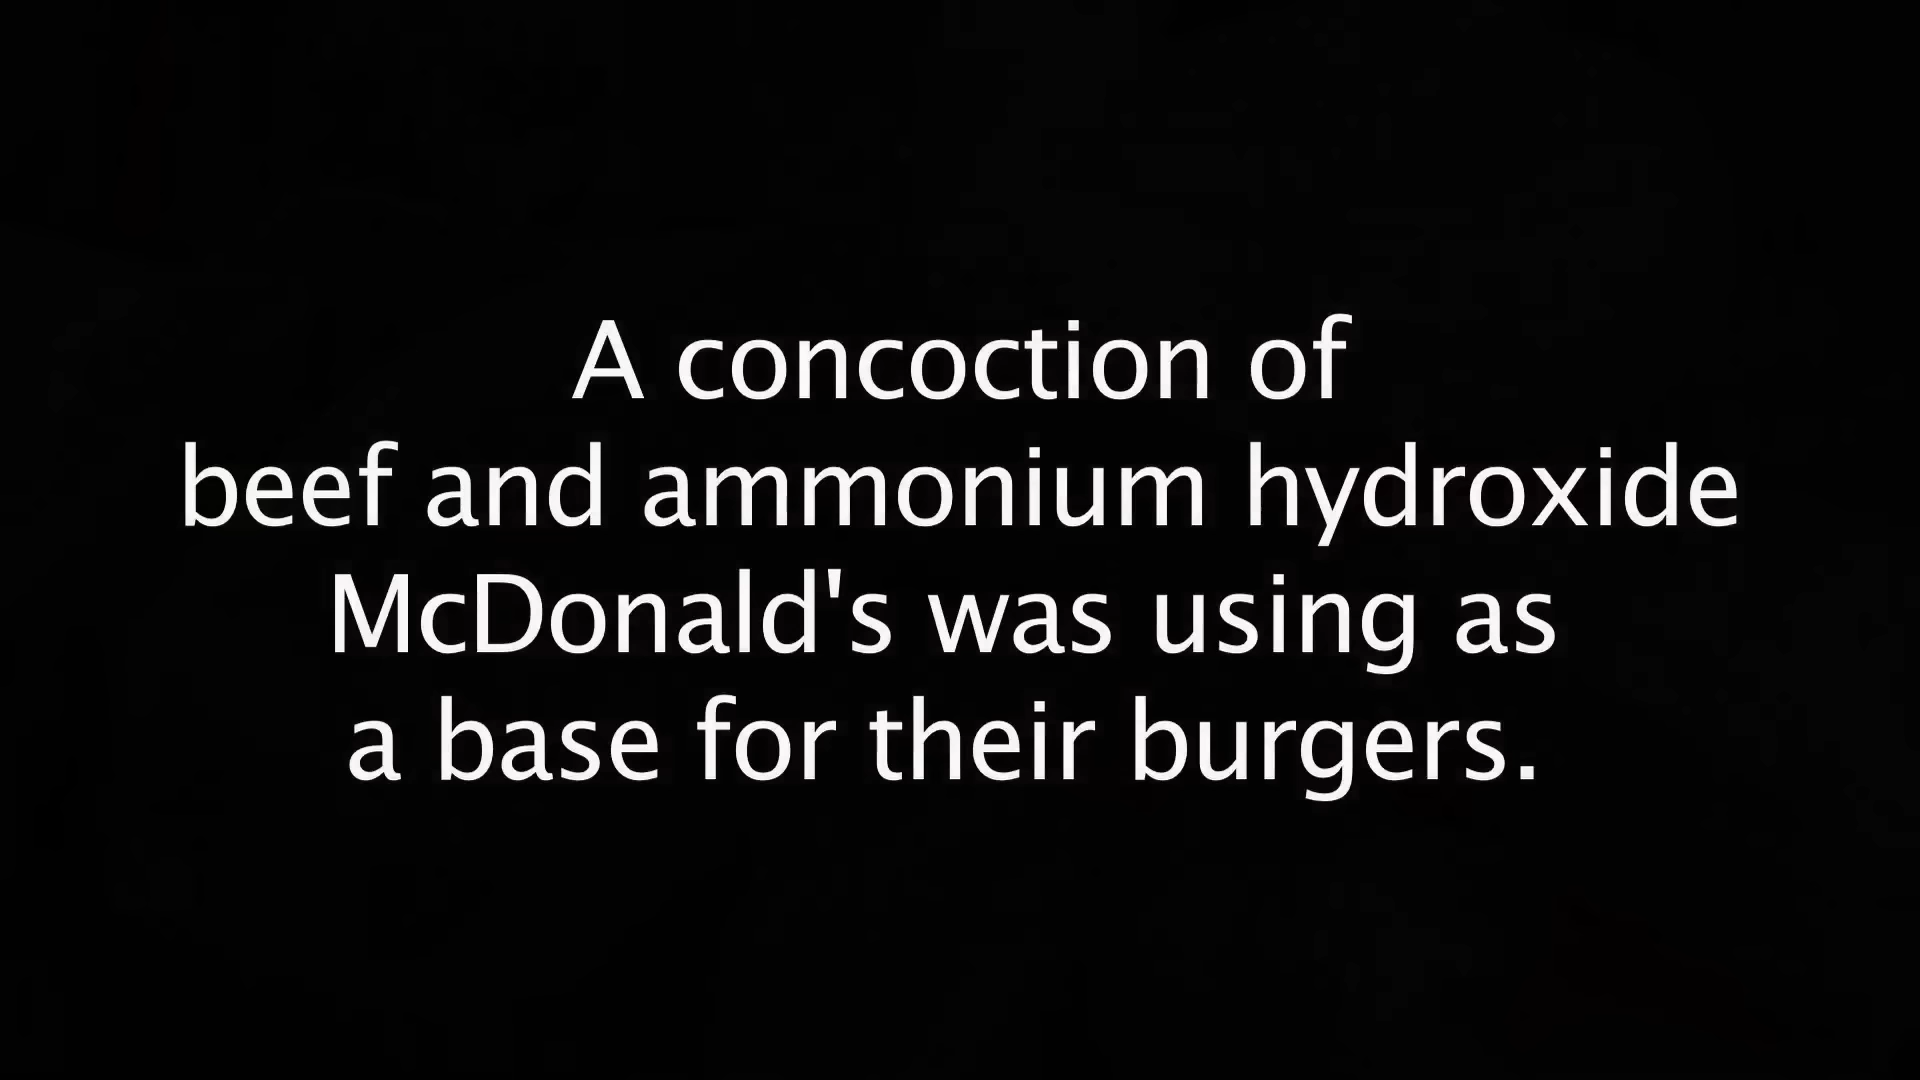 A concoction of
beef and ammonium hydroxide
McDonald's was using as
a base for their burgers.